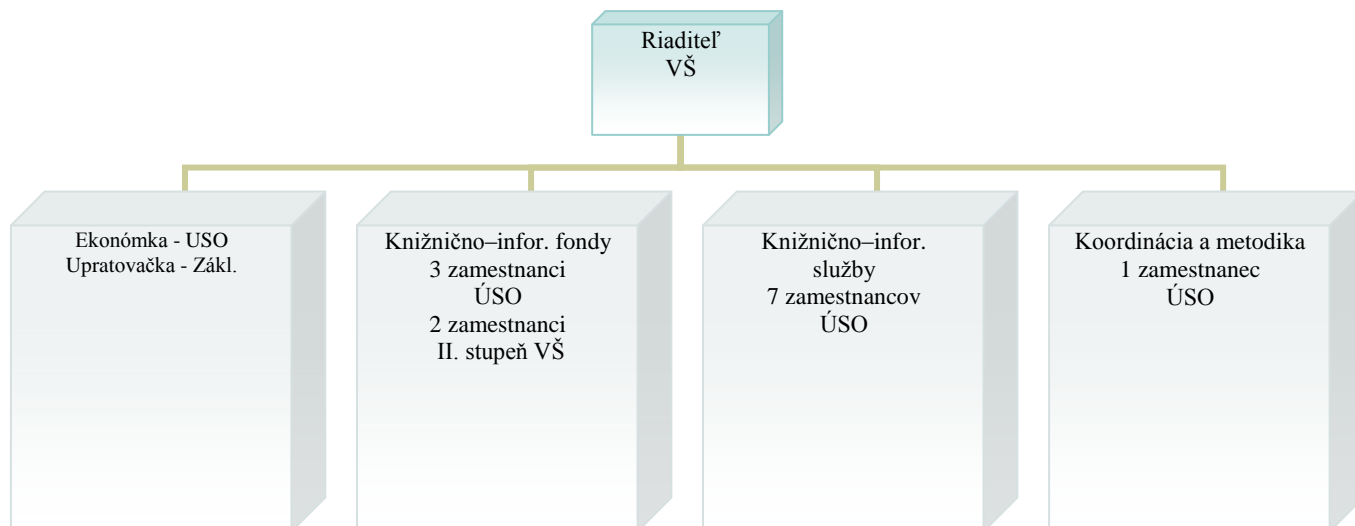 Riaditeľ
VŠ
Ekonómka - USO
Upratovačka - Zákl.
Knižnično–infor. fondy
3 zamestnanci
ÚSO
2 zamestnanci
II. stupeň VŠ
Knižnično–infor.
služby
7 zamestnancov
ÚSO
Koordinácia a metodika
1 zamestnanec
ÚSO